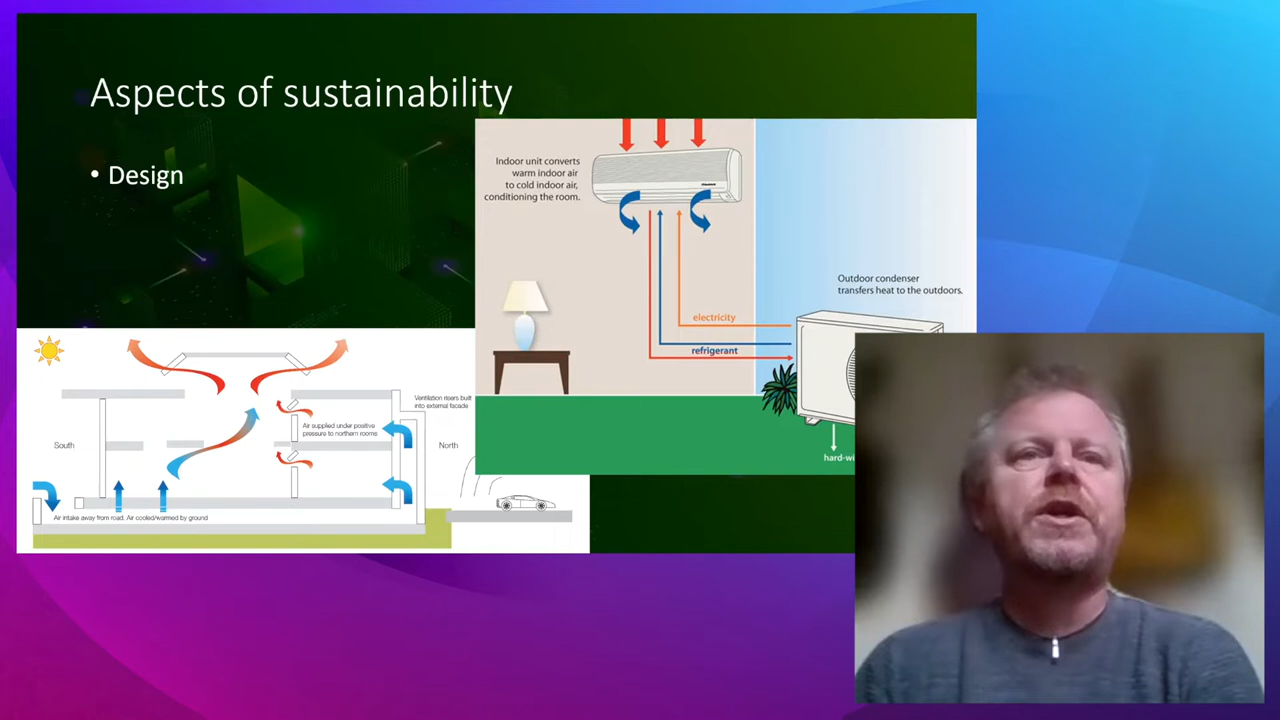 Aspects of sustainability
• Design
Indoor unit converts
warm indoor air
to cold indoor air,
conditioning the room.
Outdoor condenser
transfers heat to the outdoors.
electricity
refrigerant
Ventilation risers built
into external facade
Air supplied under positive
pressure to northern rooms
South
North
Air intake away from road. Air cooled/warmed by ground